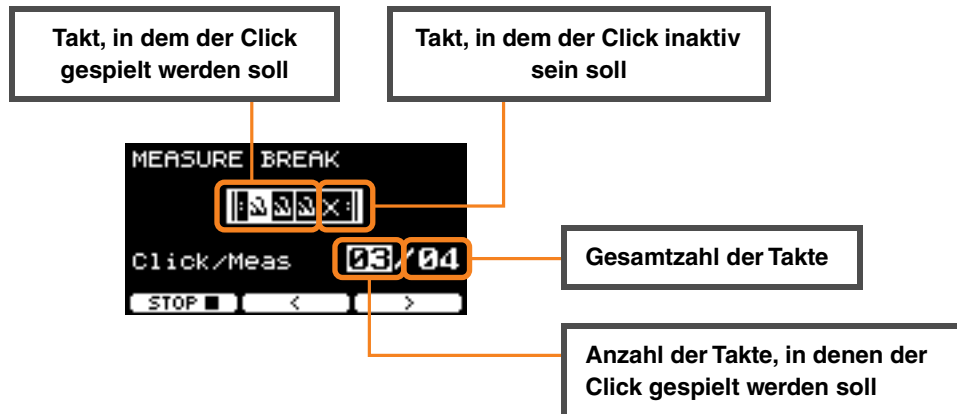 Takt, in dem der Click
gespielt werden soll
Takt, in dem der Click inaktiv
sein soll
MEASURE BREAK
Click/Meas 03/04
STOP ■ < >
Gesamtzahl der Takte
Anzahl der Takte, in denen der
Click gespielt werden soll